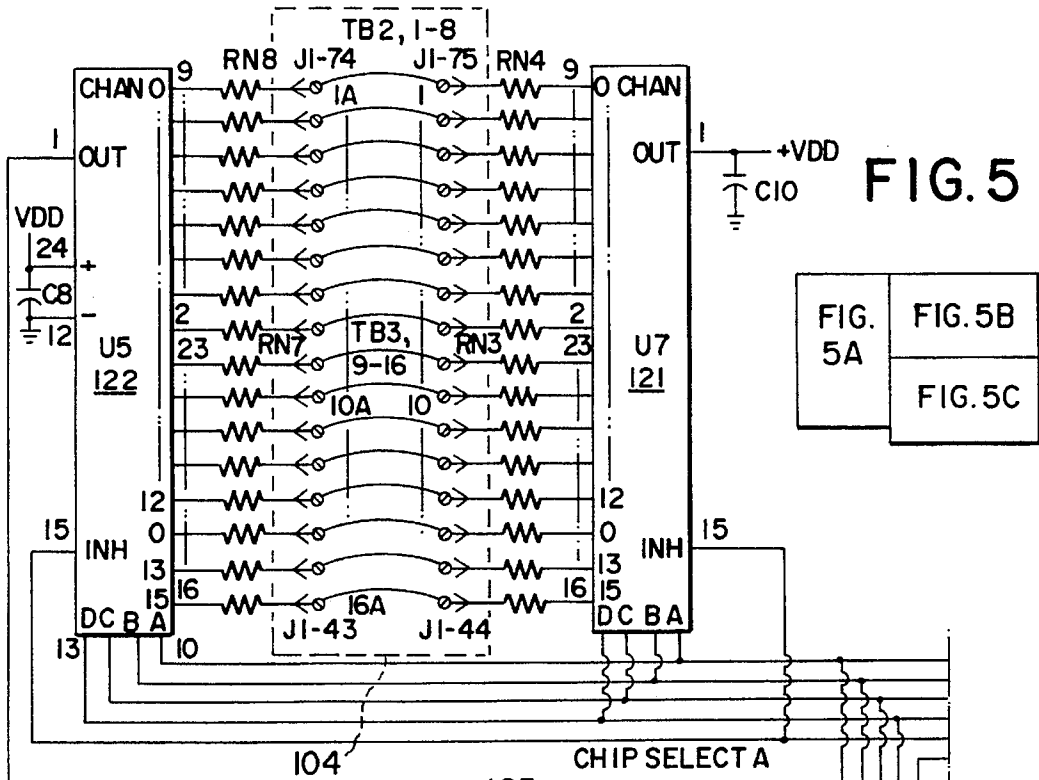 TB2, 1-8
RN8 J1-74 J1-75 RN4
9 9
CHAN 0 0 CHAN
1A 1
1 OUT OUT 1 +VDD
C10
FIG. 5
VDD
24 +
C8
12 -
2 2
U5 23 RN7 TB3, RN3 23 U7
122 9-16 121
10A 10
FIG. 5A
FIG. 5B
FIG. 5C
12 12
0 0
15 INH INH 15
13 13
15 16 16A 16 15
D C B A D C B A
J1-43 J1-44
13 10
104
CHIP SELECT A